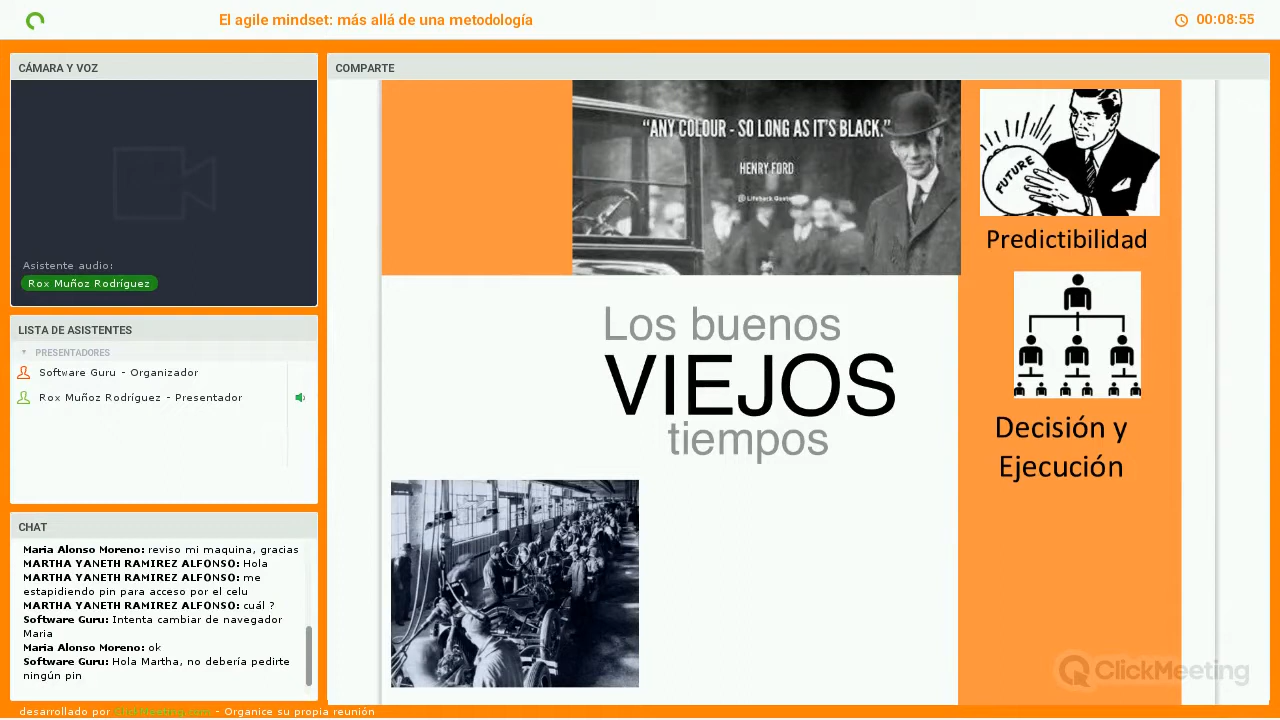 El agile mindset: más allá de una metodología
00:08:55
CÁMARA Y VOZ
Asistente audio:
Rox Muñoz Rodríguez
LISTA DE ASISTENTES
PRESENTADORES
Software Guru - Organizador
Rox Muñoz Rodríguez - Presentador
CHAT
Maria Alonso Moreno: reviso mi maquina, gracias
MARTHA YANETH RAMIREZ ALFONSO: Hola
MARTHA YANETH RAMIREZ ALFONSO: me
estapidiendo pin para acceso por el celu
MARTHA YANETH RAMIREZ ALFONSO: cuál ?
Software Guru: Intenta cambiar de navegador
Maria
Maria Alonso Moreno: ok
Software Guru: Hola Martha, no debería pedirte
ningún pin
COMPARTE
“ANY COLOUR - SO LONG AS IT'S BLACK.”
HENRY FORD
Lifehack Quotes
FUTURE
Predictibilidad
Los buenos
VIEJOS
tiempos
Decisión y
Ejecución
ClickMeeting
desarrollado por ClickMeeting.com - Organice su propia reunión